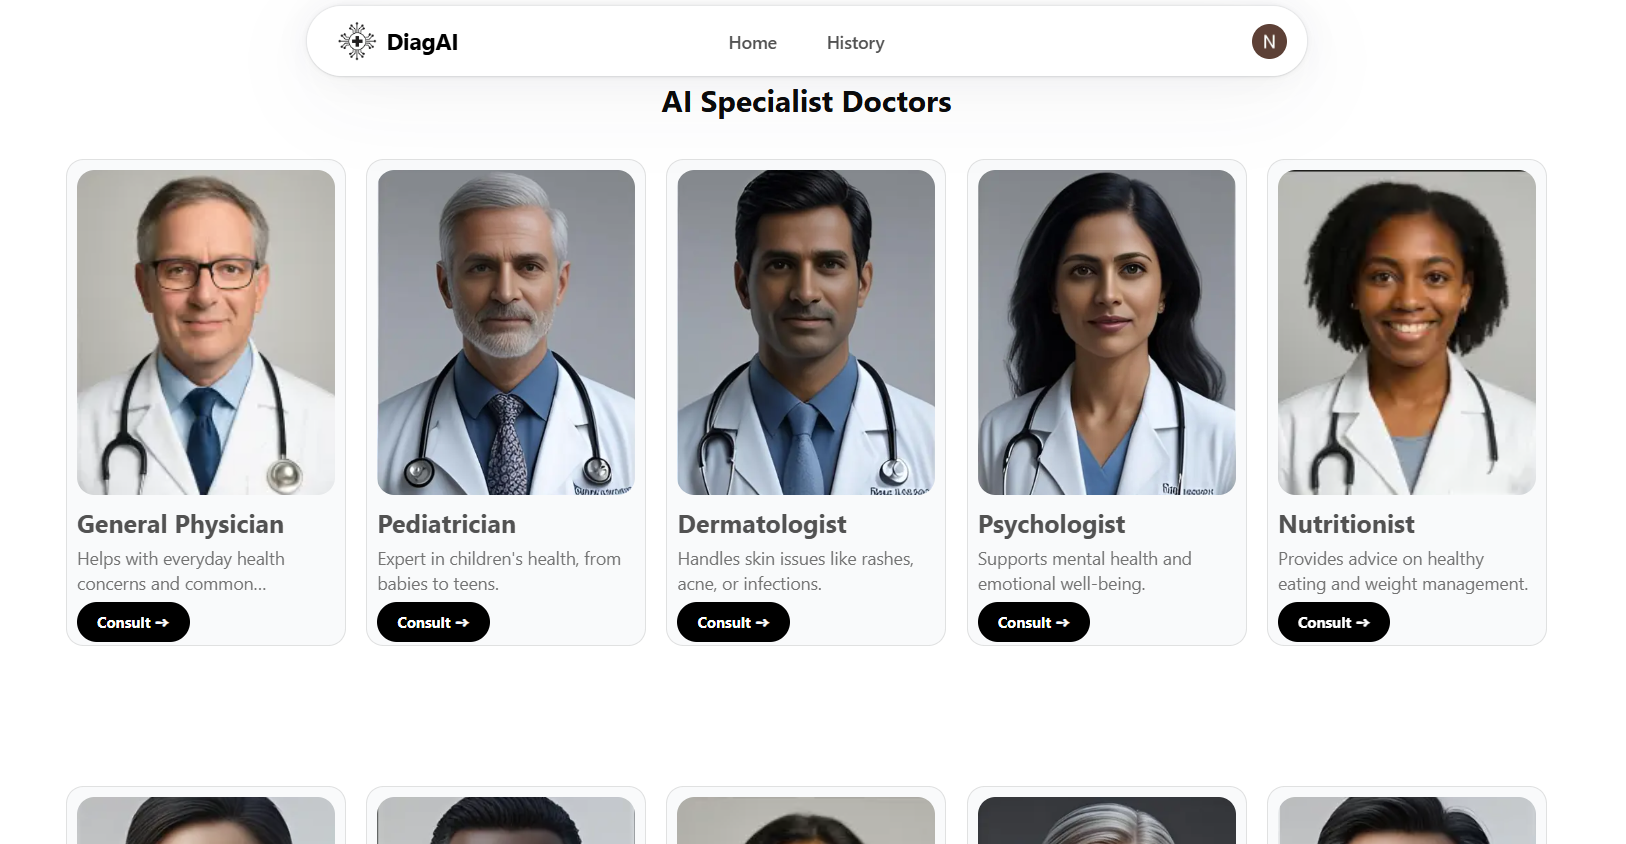 DiagAI
Home
History
N
AI Specialist Doctors
General Physician
Helps with everyday health
concerns and common...
Consult →
Pediatrician
Expert in children's health, from
babies to teens.
Consult →
Dermatologist
Handles skin issues like rashes,
acne, or infections.
Consult →
Psychologist
Supports mental health and
emotional well-being.
Consult →
Nutritionist
Provides advice on healthy
eating and weight management.
Consult →